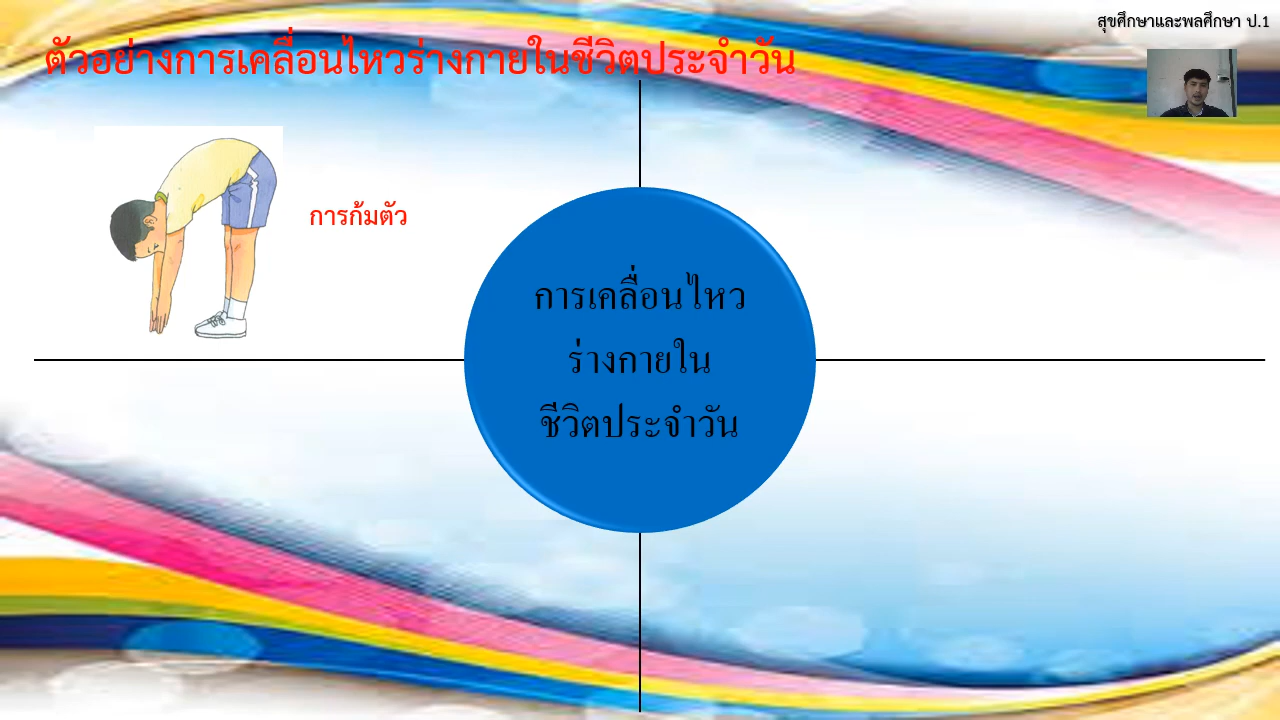 สุขศึกษาและพลศึกษา ป.1
ตัวอย่างการเคลื่อนไหวร่างกายในชีวิตประจำวัน
การก้มตัว
การเคลื่อนไหว
ร่างกายใน
ชีวิตประจำวัน